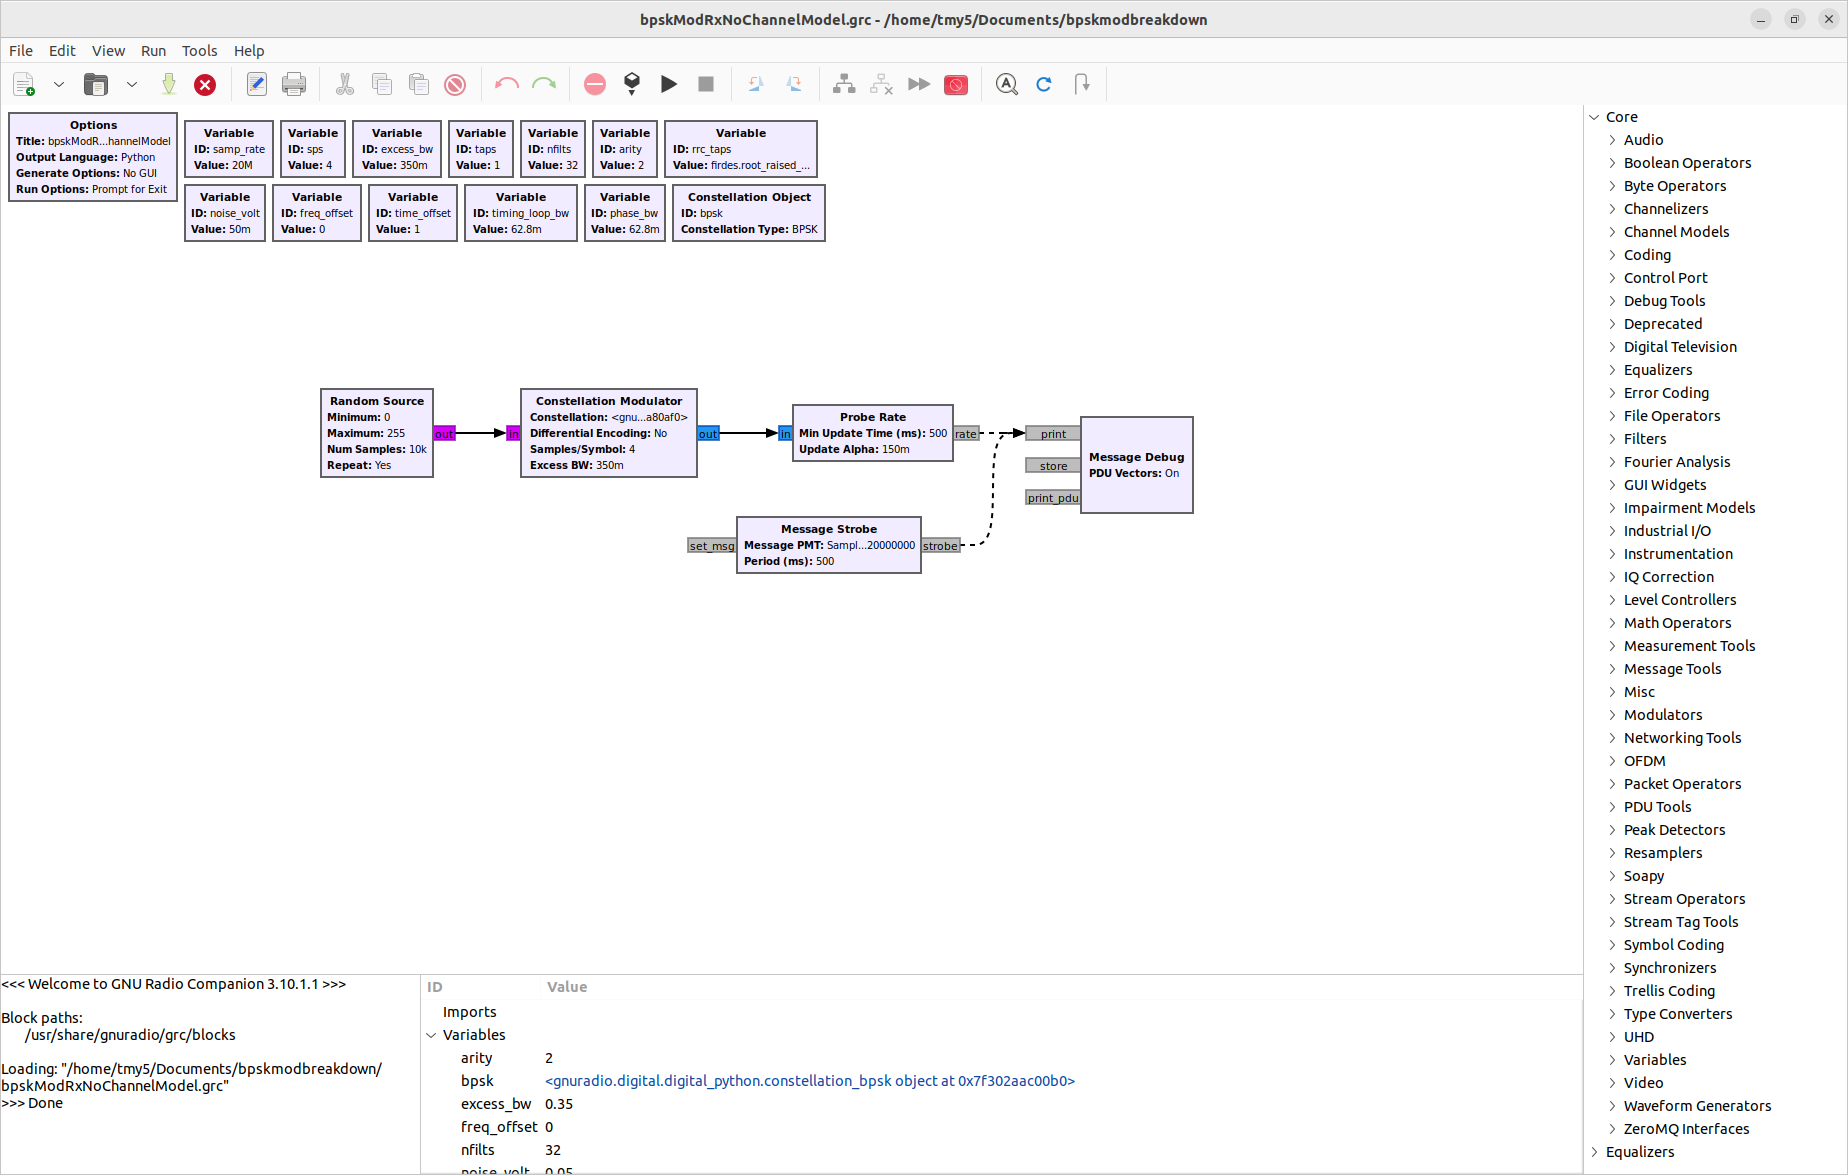 bpskModRxNoChannelModel.grc - /home/tmy5/Documents/bpskmodbreakdown
File Edit View Run Tools Help
Options
Title: bpskModR...hannelModel
Output Language: Python
Generate Options: No GUI
Run Options: Prompt for Exit
Variable
ID: samp_rate
Value: 20M
Variable
ID: sps
Value: 4
Variable
ID: excess_bw
Value: 350m
Variable
ID: taps
Value: 1
Variable
ID: nfilts
Value: 32
Variable
ID: arity
Value: 2
Variable
ID: rrc_taps
Value: firdes.root_raised_...
Variable
ID: noise_volt
Value: 50m
Variable
ID: freq_offset
Value: 0
Variable
ID: time_offset
Value: 1
Variable
ID: timing_loop_bw
Value: 62.8m
Variable
ID: phase_bw
Value: 62.8m
Constellation Object
ID: bpsk
Constellation Type: BPSK
Random Source
Minimum: 0
Maximum: 255
Num Samples: 10k
Repeat: Yes
out
in
Constellation Modulator
Constellation: <gnu...a80af0>
Differential Encoding: No
Samples/Symbol: 4
Excess BW: 350m
out
in
Probe Rate
Min Update Time (ms): 500
Update Alpha: 150m
rate
print
store
print_pdu
Message Debug
PDU Vectors: On
set_msg
Message Strobe
Message PMT: Sampl...20000000
Period (ms): 500
strobe
Core
Audio
Boolean Operators
Byte Operators
Channelizers
Channel Models
Coding
Control Port
Debug Tools
Deprecated
Digital Television
Equalizers
Error Coding
File Operators
Filters
Fourier Analysis
GUI Widgets
Impairment Models
Industrial I/O
Instrumentation
IQ Correction
Level Controllers
Math Operators
Measurement Tools
Message Tools
Misc
Modulators
Networking Tools
OFDM
Packet Operators
PDU Tools
Peak Detectors
Resamplers
Soapy
Stream Operators
Stream Tag Tools
Symbol Coding
Synchronizers
Trellis Coding
Type Converters
UHD
Variables
Video
Waveform Generators
ZeroMQ Interfaces
Equalizers
<<< Welcome to GNU Radio Companion 3.10.1.1 >>>
Block paths:
/usr/share/gnuradio/grc/blocks
Loading: "/home/tmy5/Documents/bpskmodbreakdown/
bpskModRxNoChannelModel.grc"
>>> Done
ID Value
Imports
Variables
arity 2
bpsk <gnuradio.digital.digital_python.constellation_bpsk object at 0x7f302aac00b0>
excess_bw 0.35
freq_offset 0
nfilts 32
noise_volt 0.05